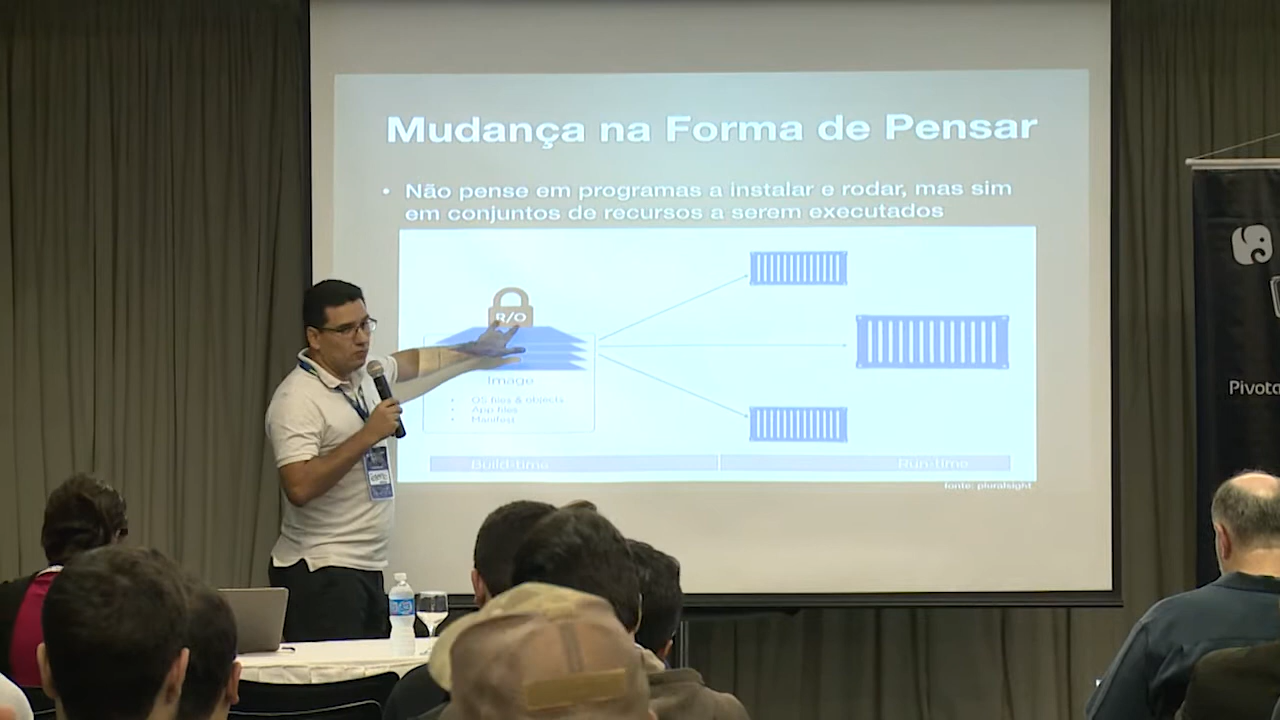 Mudança na Forma de Pensar
• Não pense em programas a instalar e rodar, mas sim
em conjuntos de recursos a serem executados
R/O
Image
• OS files & objects
• App files
• Manifest
Build-time
Run-time
fonte: pluralsight
Pivota